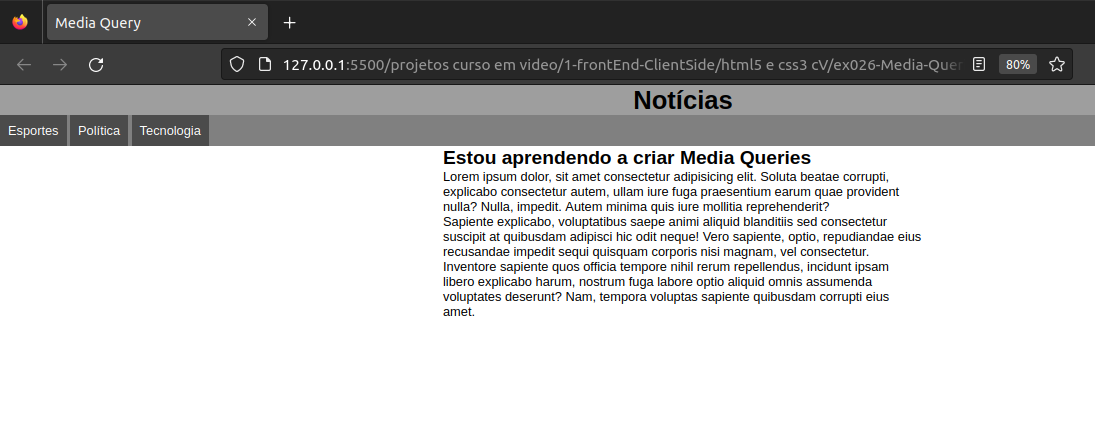 Media Query
127.0.0.1:5500/projetos curso em video/1-frontEnd-ClientSide/html5 e css3 cV/ex026-Media-Quer
80%
Notícias
Esportes
Política
Tecnologia
Estou aprendendo a criar Media Queries
Lorem ipsum dolor, sit amet consectetur adipisicing elit. Soluta beatae corrupti,
explicabo consectetur autem, ullam iure fuga praesentium earum quae provident
nulla? Nulla, impedit. Autem minima quis iure mollitia reprehenderit?
Sapiente explicabo, voluptatibus saepe animi aliquid blanditiis sed consectetur
suscipit at quibusdam adipisci hic odit neque! Vero sapiente, optio, repudiandae eius
recusandae impedit sequi quisquam corporis nisi magnam, vel consectetur.
Inventore sapiente quos officia tempore nihil rerum repellendus, incidunt ipsam
libero explicabo harum, nostrum fuga labore optio aliquid omnis assumenda
voluptates deserunt? Nam, tempora voluptas sapiente quibusdam corrupti eius
amet.